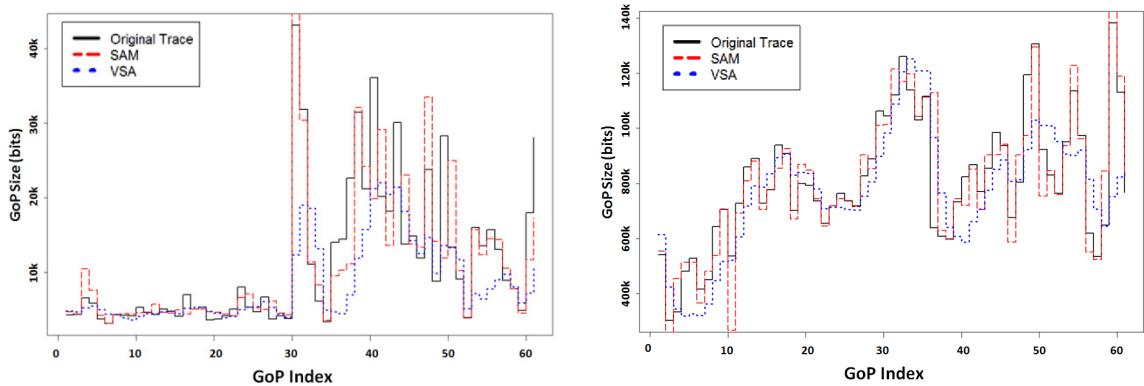 Original Trace
SAM
VSA
GoP Size (bits)
40k
30k
20k
10k
0 10 20 30 40 50 60
GoP Index
Original Trace
SAM
VSA
GoP Size (bits)
140k
120k
100k
800k
600k
400k
0 10 20 30 40 50 60
GoP Index